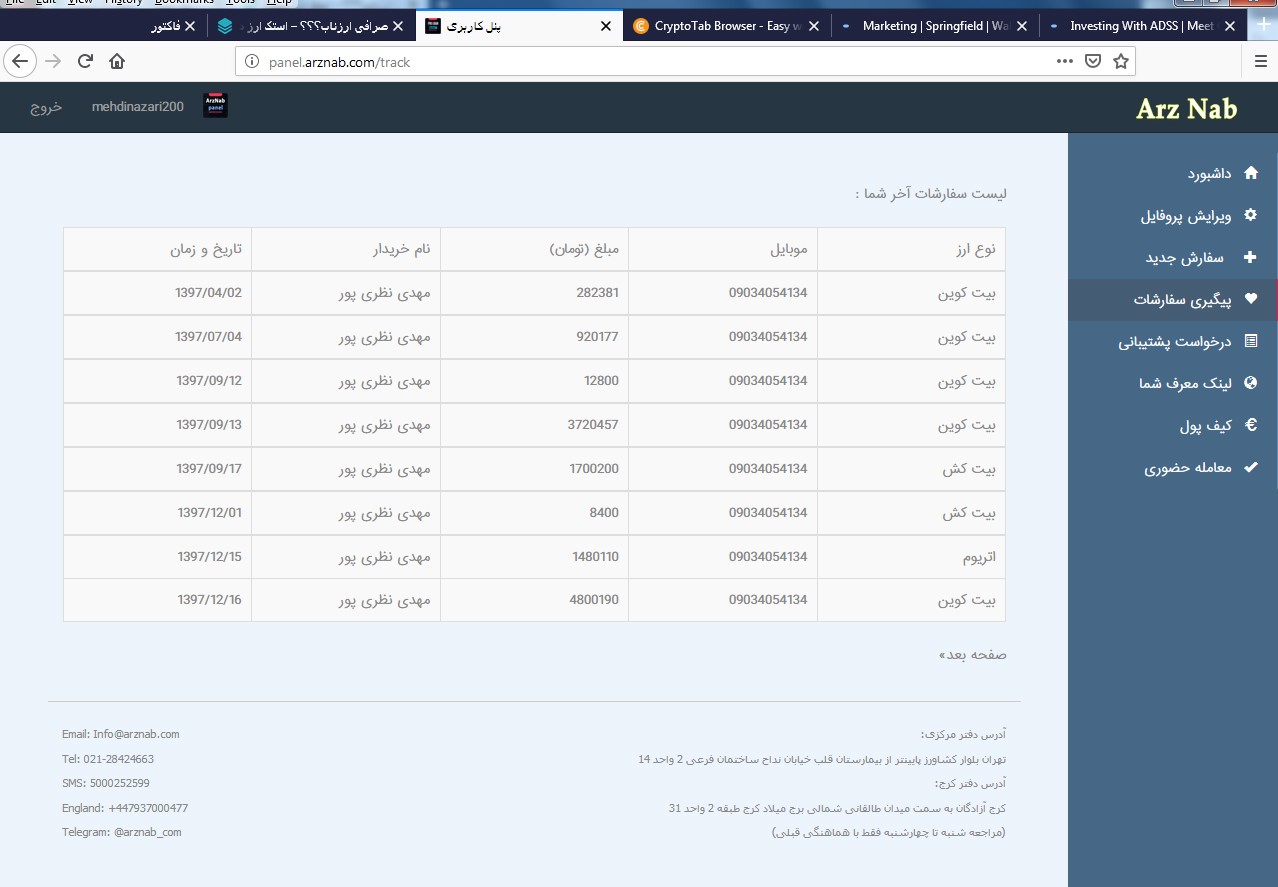 File Edit View History Bookmarks Tools Help
فاکتور
صرافی ارزناب؟؟؟ - استک ارز
پنل کاربری
CryptoTab Browser - Easy w
Marketing | Springfield | Wa
Investing With ADSS | Meet
panel.arznab.com/track
خروج
mehdinazari200
ArzNab
panel
Arz Nab
داشبورد
ویرایش پروفایل
سفارش جدید
پیگیری سفارشات
درخواست پشتیبانی
لینک معرف شما
کیف پول
معامله حضوری
لیست سفارشات آخر شما :
نوع ارز موبایل مبلغ (تومان) نام خریدار تاریخ و زمان
بیت کوین 09034054134 282381 مهدی نظری پور 1397/04/02
بیت کوین 09034054134 920177 مهدی نظری پور 1397/07/04
بیت کوین 09034054134 12800 مهدی نظری پور 1397/09/12
بیت کوین 09034054134 3720457 مهدی نظری پور 1397/09/13
بیت کش 09034054134 1700200 مهدی نظری پور 1397/09/17
بیت کش 09034054134 8400 مهدی نظری پور 1397/12/01
اتریوم 09034054134 1480110 مهدی نظری پور 1397/12/15
بیت کوین 09034054134 4800190 مهدی نظری پور 1397/12/16
صفحه بعد»
آدرس دفتر مرکزی:
تهران بلوار کشاورز پایینتر از بیمارستان قلب خیابان نداح ساختمان فرعی 2 واحد 14
آدرس دفتر کرج:
کرج آزادگان به سمت میدان طالقانی شمالی برج میلاد کرج طبقه 2 واحد 31
(مراجعه شنبه تا چهارشنبه فقط با هماهنگی قبلی)
Email: Info@arznab.com
Tel: 021-28424663
SMS: 5000252599
England: +447937000477
Telegram: @arznab_com